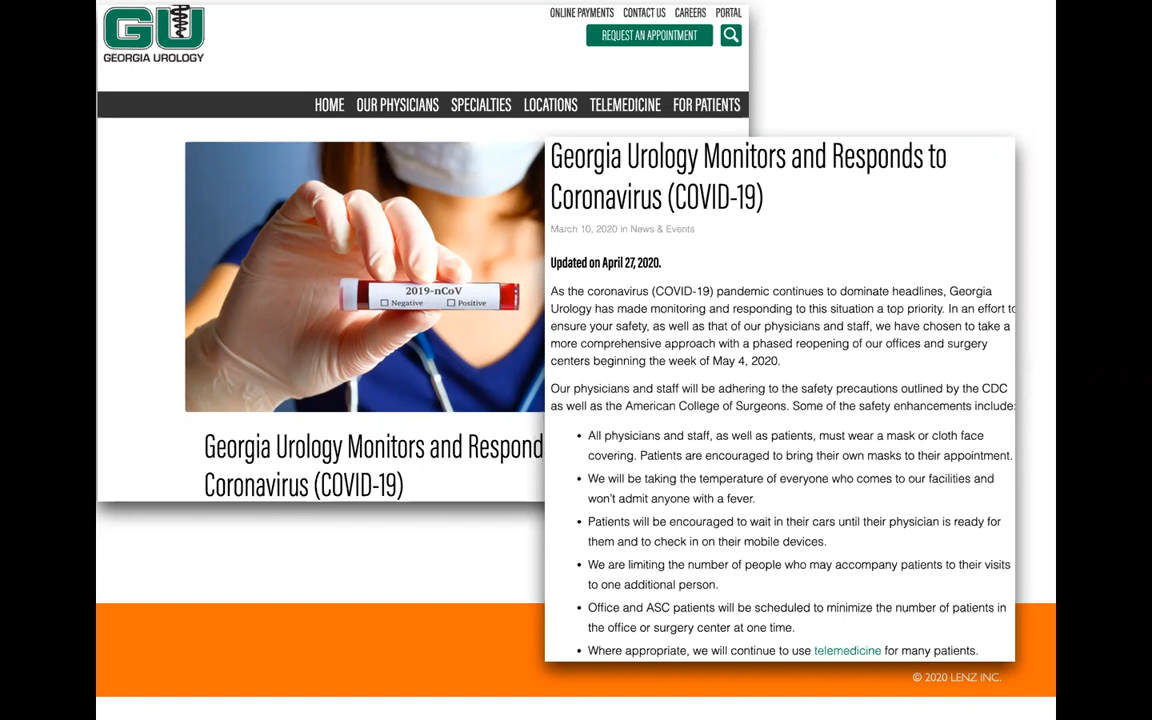 GU
GEORGIA UROLOGY
ONLINE PAYMENTS CONTACT US CAREERS PORTAL
REQUEST AN APPOINTMENT
HOME OUR PHYSICIANS SPECIALTIES LOCATIONS TELEMEDICINE FOR PATIENTS
2019-nCoV
Negative Positive
Georgia Urology Monitors and Respond
Coronavirus (COVID-19)
Georgia Urology Monitors and Responds to
Coronavirus (COVID-19)
March 10, 2020 in News & Events
Updated on April 27, 2020.
As the coronavirus (COVID-19) pandemic continues to dominate headlines, Georgia
Urology has made monitoring and responding to this situation a top priority. In an effort to
ensure your safety, as well as that of our physicians and staff, we have chosen to take a
more comprehensive approach with a phased reopening of our offices and surgery
centers beginning the week of May 4, 2020.
Our physicians and staff will be adhering to the safety precautions outlined by the CDC
as well as the American College of Surgeons. Some of the safety enhancements include:
• All physicians and staff, as well as patients, must wear a mask or cloth face
covering. Patients are encouraged to bring their own masks to their appointment.
• We will be taking the temperature of everyone who comes to our facilities and
won't admit anyone with a fever.
• Patients will be encouraged to wait in their cars until their physician is ready for
them and to check in on their mobile devices.
• We are limiting the number of people who may accompany patients to their visits
to one additional person.
• Office and ASC patients will be scheduled to minimize the number of patients in
the office or surgery center at one time.
• Where appropriate, we will continue to use telemedicine for many patients.
© 2020 LENZ INC.